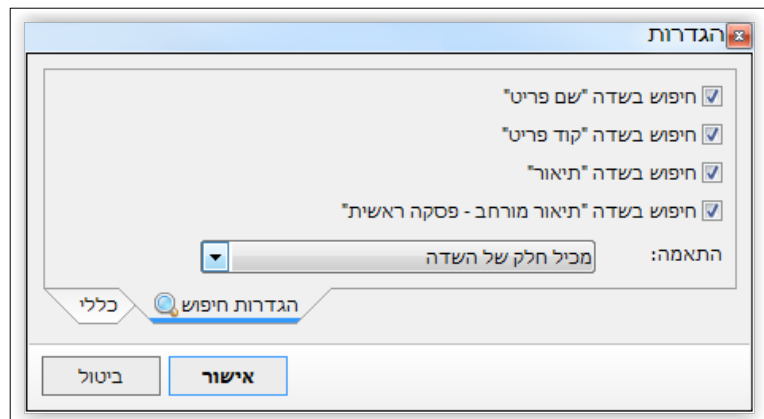 הגדרות
חיפוש בשדה "שם פריט"
חיפוש בשדה "קוד פריט"
חיפוש בשדה "תיאור"
חיפוש בשדה "תיאור מורחב - פסקה ראשית"
התאמה: מכיל חלק של השדה
הגדרות חיפוש כללי
אישור ביטול